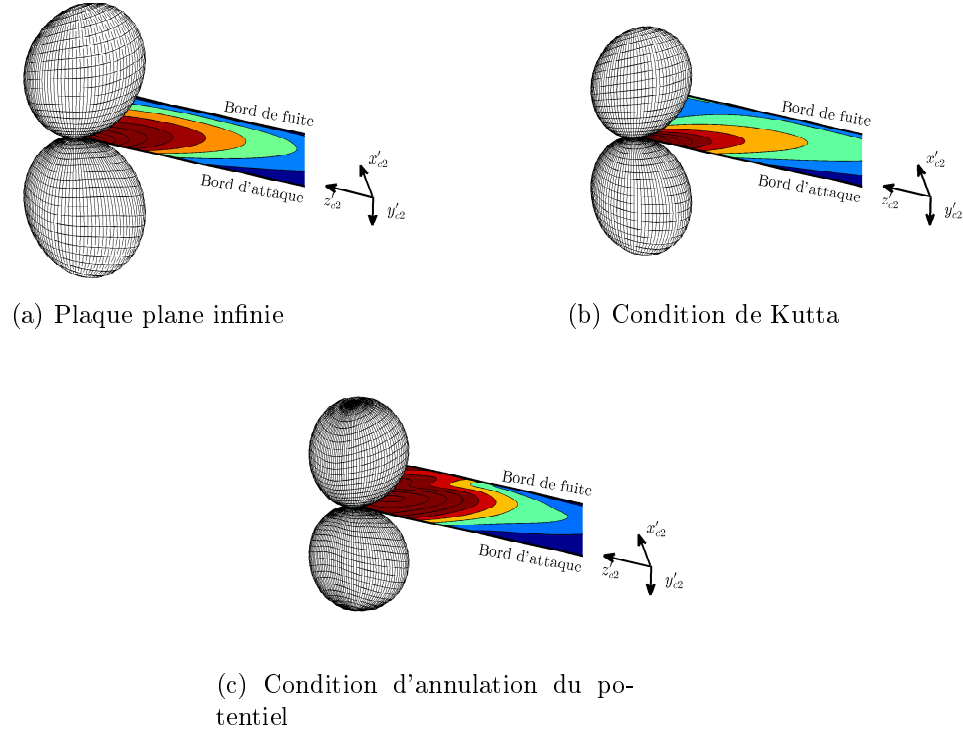 Bord de fuite
Bord d'attaque
x'c2
z'c2
y'c2
(a) Plaque plane infinie
Bord de fuite
Bord d'attaque
x'c2
z'c2
y'c2
(b) Condition de Kutta
Bord de fuite
Bord d'attaque
x'c2
z'c2
y'c2
(c) Condition d'annulation du po-
tentiel